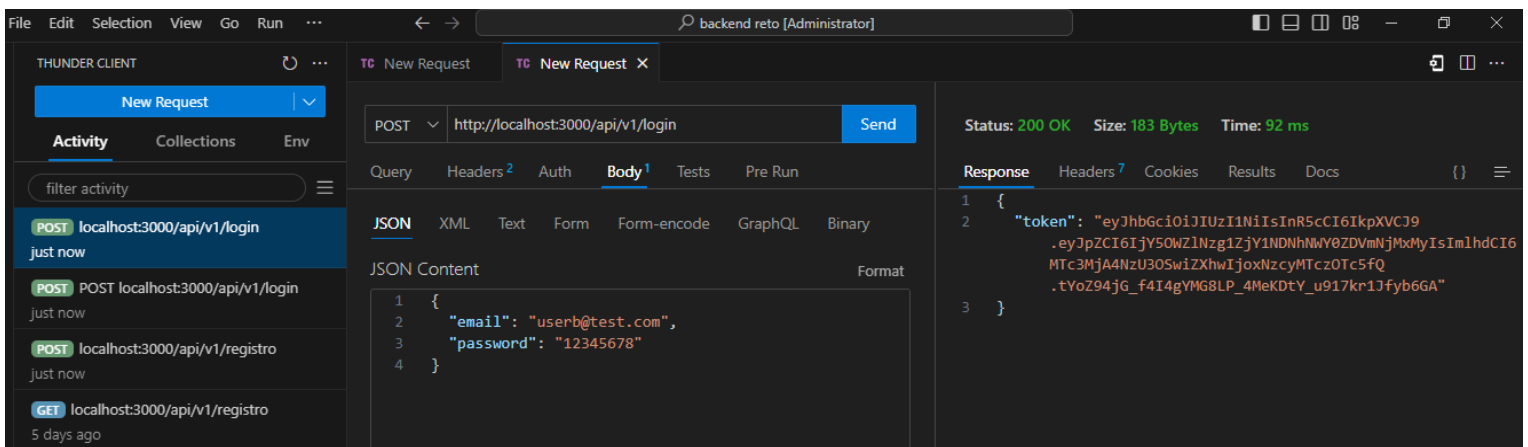 File Edit Selection View Go Run ··· ← → backend reto [Administrator]
THUNDER CLIENT ···
New Request
Activity Collections Env
filter activity
POST localhost:3000/api/v1/login
just now
POST POST localhost:3000/api/v1/login
just now
POST localhost:3000/api/v1/registro
just now
GET localhost:3000/api/v1/registro
5 days ago
TC New Request TC New Request ×
POST http://localhost:3000/api/v1/login Send
Query Headers 2 Auth Body 1 Tests Pre Run
JSON XML Text Form Form-encode GraphQL Binary
JSON Content Format
1 {
2 "email": "userb@test.com",
3 "password": "12345678"
4 }
Status: 200 OK Size: 183 Bytes Time: 92 ms
Response Headers 7 Cookies Results Docs {}
1 {
2 "token": "eyJhbGciOiJIUzI1NiIsInR5cCI6IkpXVCJ9
.eyJpZCI6IjY5OWZlNzg1ZjY1NDNhNWY0ZDVmNjMxMyIsImlhdCI6
MTc3MjA4NzU3OSwiZXhwIjoxNzcyMTczOTc5fQ
.tYoZ94jG_f4I4gYMG8LP_4MeKDtY_u917kr1Jfyb6GA"
3 }